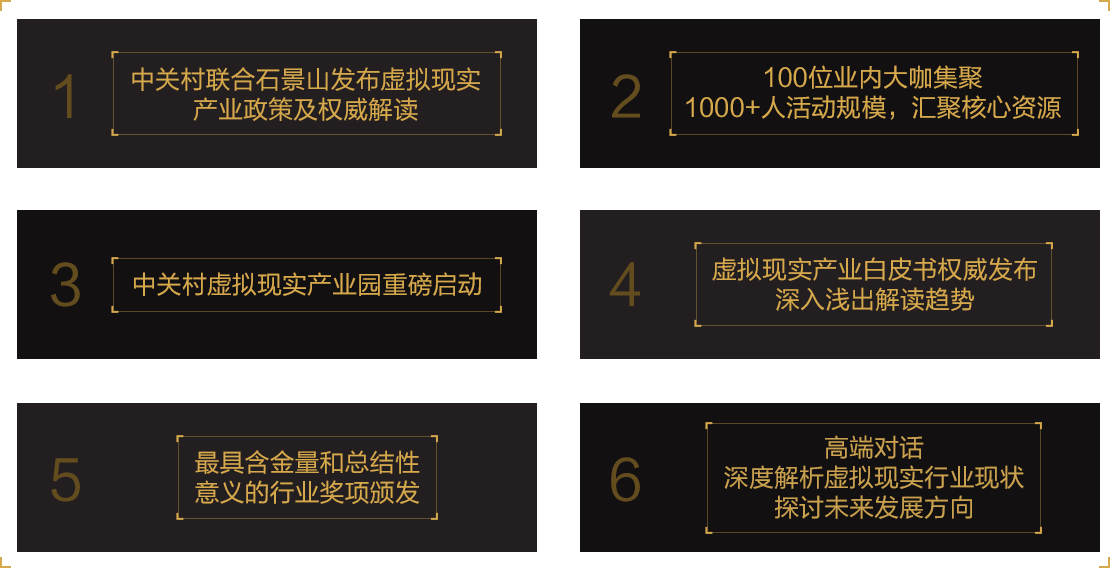 1
中关村联合石景山发布虚拟现实
产业政策及权威解读
2
100位业内大咖集聚
1000+人活动规模，汇聚核心资源
3
中关村虚拟现实产业园重磅启动
4
虚拟现实产业白皮书权威发布
深入浅出解读趋势
5
最具含金量和总结性
意义的行业奖项颁发
6
高端对话
深度解析虚拟现实行业现状
探讨未来发展方向